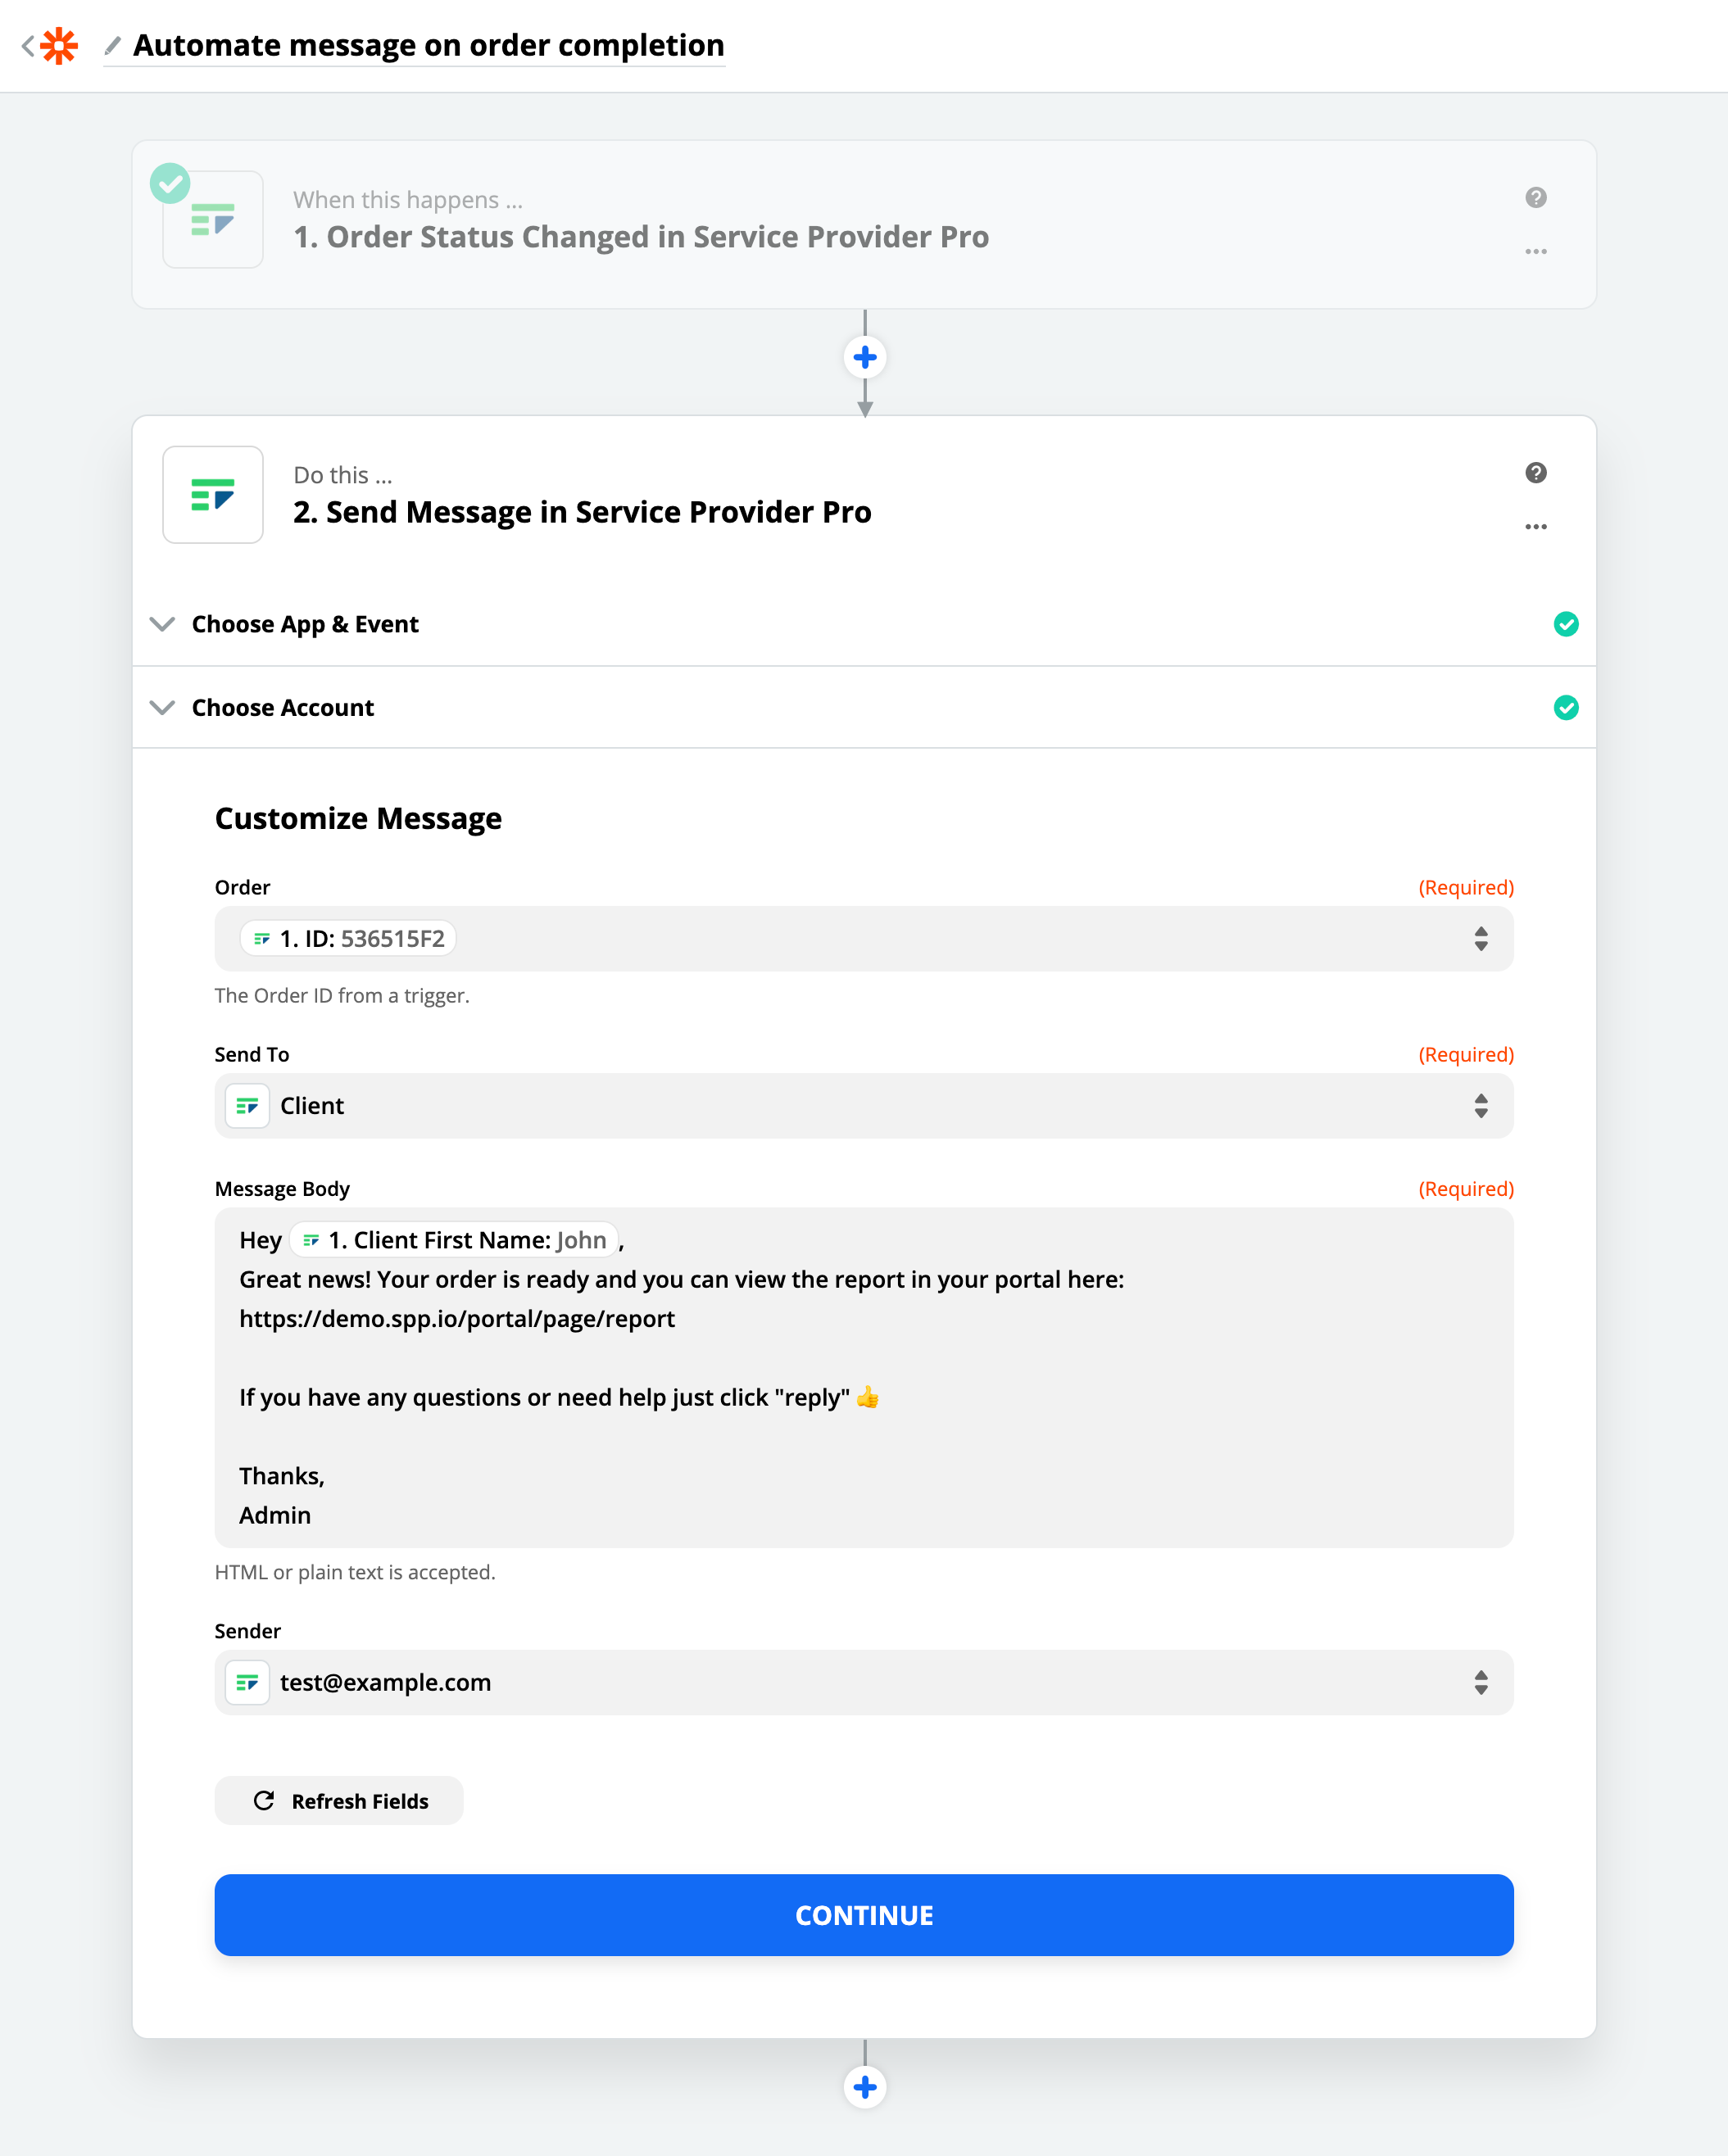 Automate message on order completion
When this happens ...
1. Order Status Changed in Service Provider Pro
Do this ...
2. Send Message in Service Provider Pro
Choose App & Event
Choose Account
Customize Message
Order (Required)
1. ID: 536515F2
The Order ID from a trigger.
Send To (Required)
Client
Message Body (Required)
Hey 1. Client First Name: John ,
Great news! Your order is ready and you can view the report in your portal here:
https://demo.spp.io/portal/page/report
If you have any questions or need help just click "reply" 👍
Thanks,
Admin
HTML or plain text is accepted.
Sender
test@example.com
Refresh Fields
CONTINUE